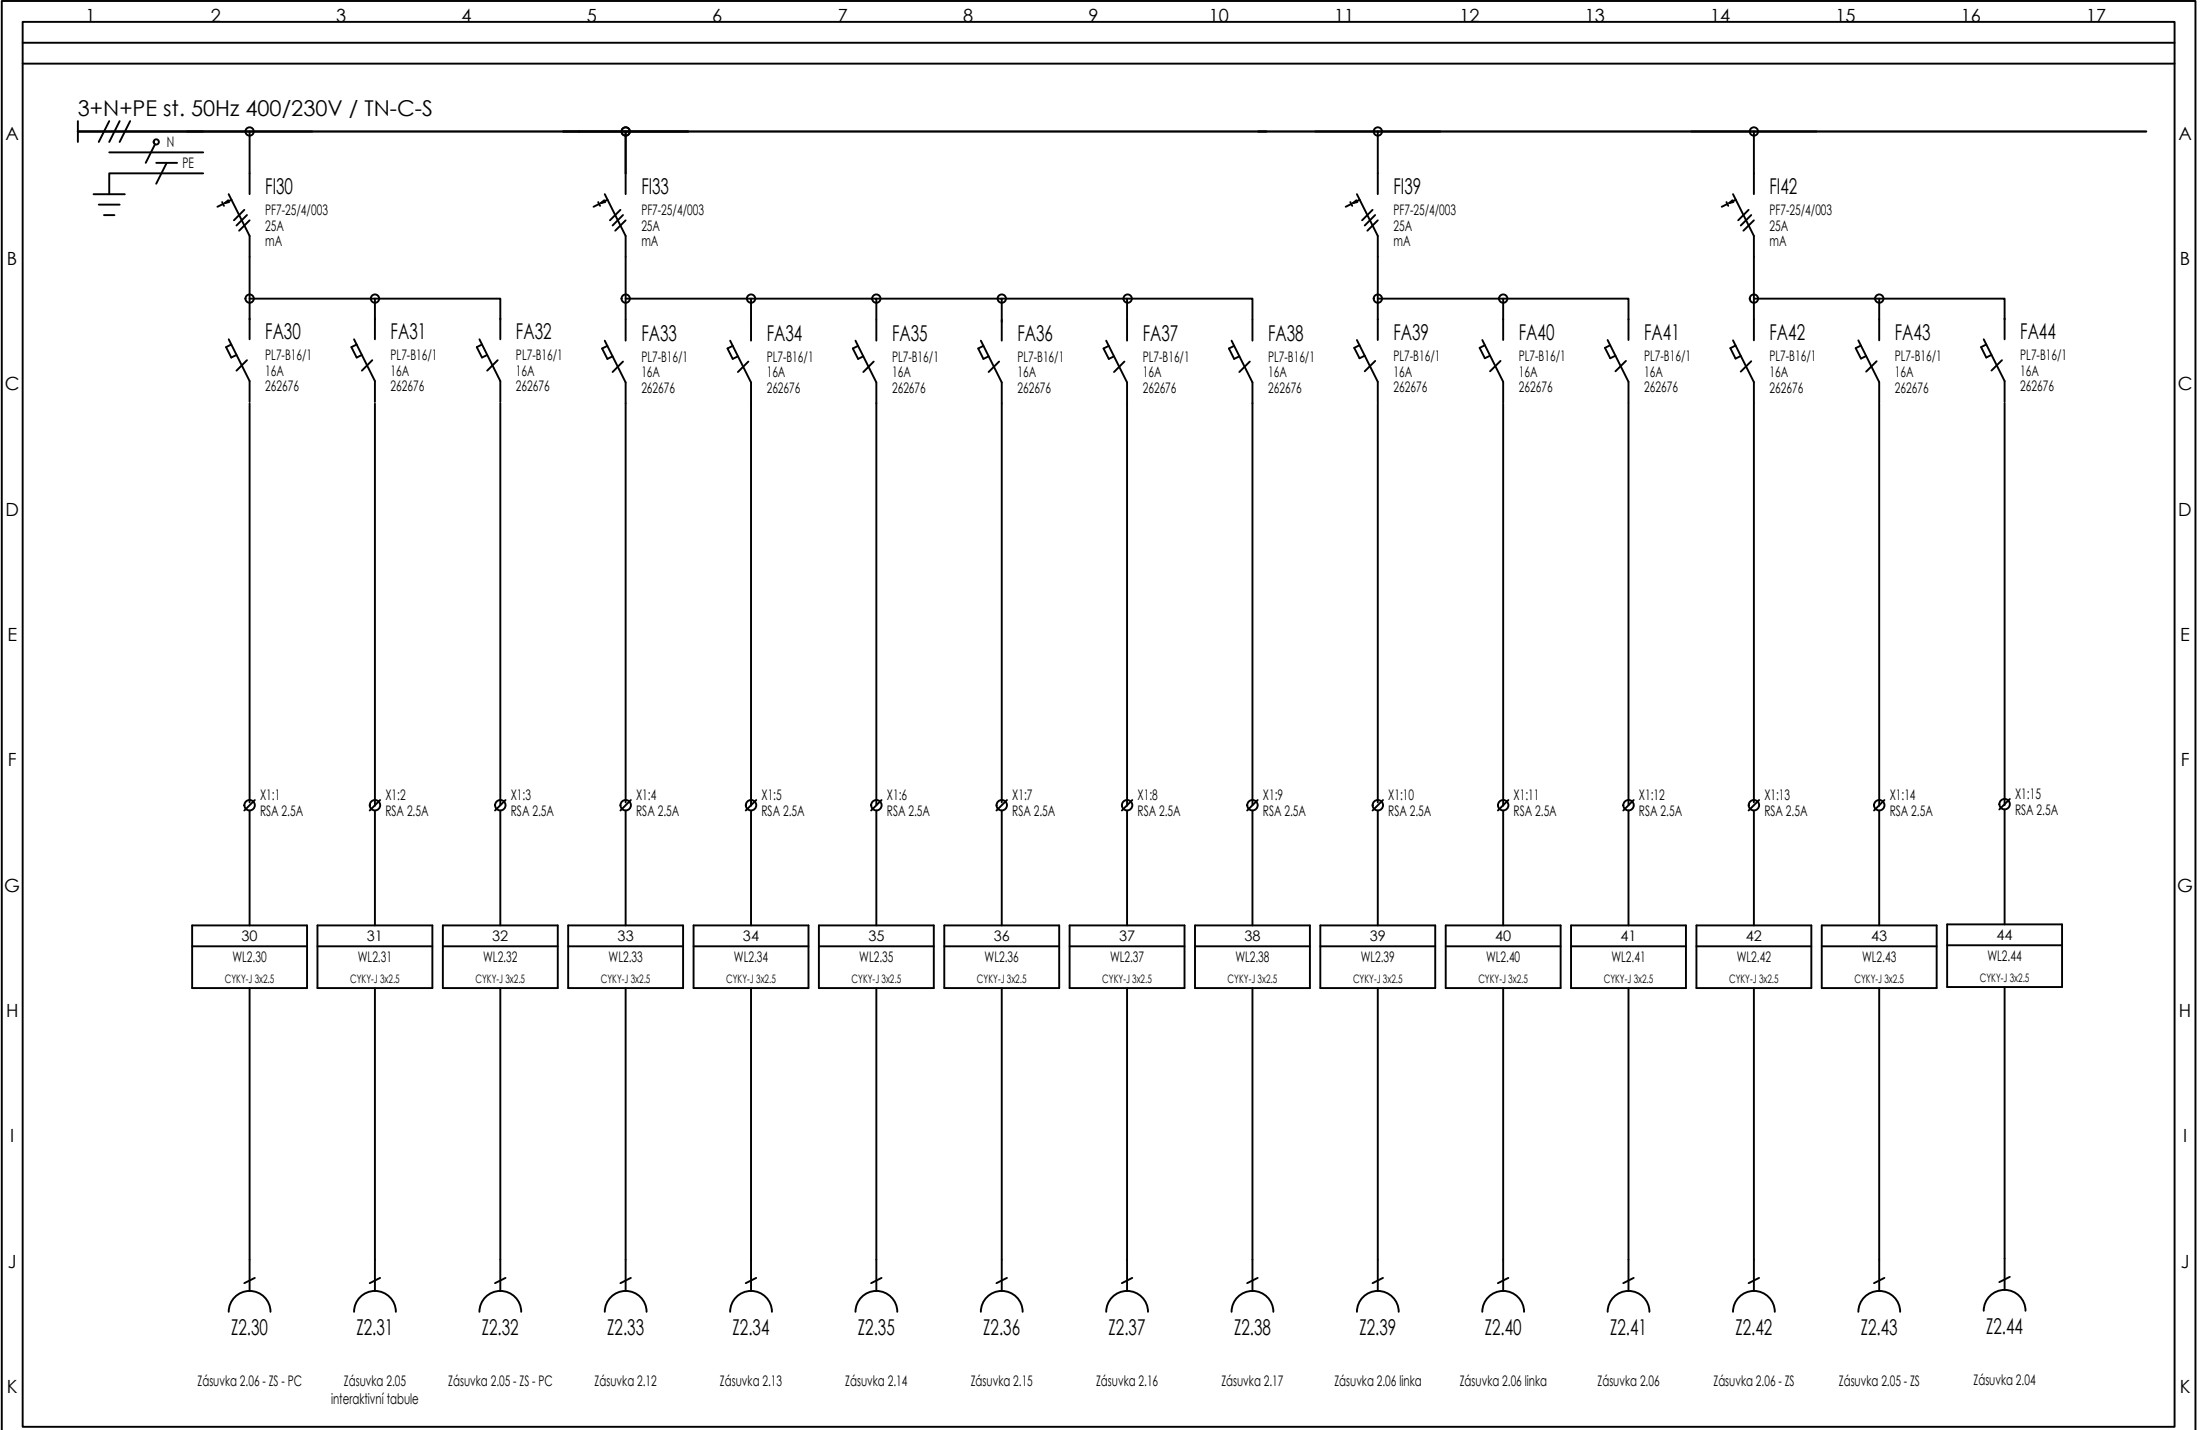 1 2 3 4 5 6 7 8 9 10 11 12 13 14 15 16 17
3+N+PE st. 50Hz 400/230V / TN-C-S
A A
N
PE
FI30 FI33 FI39 FI42
PF7-25/4/003 PF7-25/4/003 PF7-25/4/003 PF7-25/4/003
25A 25A 25A 25A
mA mA mA mA
B B
FA30 FA31 FA32 FA33 FA34 FA35 FA36 FA37 FA38 FA39 FA40 FA41 FA42 FA43 FA44
PL7-B16/1 PL7-B16/1 PL7-B16/1 PL7-B16/1 PL7-B16/1 PL7-B16/1 PL7-B16/1 PL7-B16/1 PL7-B16/1 PL7-B16/1 PL7-B16/1 PL7-B16/1 PL7-B16/1 PL7-B16/1 PL7-B16/1
16A 16A 16A 16A 16A 16A 16A 16A 16A 16A 16A 16A 16A 16A 16A
262676 262676 262676 262676 262676 262676 262676 262676 262676 262676 262676 262676 262676 262676 262676
C C
D D
E E
F F
X1:1 X1:2 X1:3 X1:4 X1:5 X1:6 X1:7 X1:8 X1:9 X1:10 X1:11 X1:12 X1:13 X1:14 X1:15
RSA 2.5A RSA 2.5A RSA 2.5A RSA 2.5A RSA 2.5A RSA 2.5A RSA 2.5A RSA 2.5A RSA 2.5A RSA 2.5A RSA 2.5A RSA 2.5A RSA 2.5A RSA 2.5A RSA 2.5A
G G
30 31 32 33 34 35 36 37 38 39 40 41 42 43 44
WL2.30 WL2.31 WL2.32 WL2.33 WL2.34 WL2.35 WL2.36 WL2.37 WL2.38 WL2.39 WL2.40 WL2.41 WL2.42 WL2.43 WL2.44
CYKY-J 3x2.5 CYKY-J 3x2.5 CYKY-J 3x2.5 CYKY-J 3x2.5 CYKY-J 3x2.5 CYKY-J 3x2.5 CYKY-J 3x2.5 CYKY-J 3x2.5 CYKY-J 3x2.5 CYKY-J 3x2.5 CYKY-J 3x2.5 CYKY-J 3x2.5 CYKY-J 3x2.5 CYKY-J 3x2.5 CYKY-J 3x2.5
H H
I I
J J
Z2.30 Z2.31 Z2.32 Z2.33 Z2.34 Z2.35 Z2.36 Z2.37 Z2.38 Z2.39 Z2.40 Z2.41 Z2.42 Z2.43 Z2.44
K Zásuvka 2.06 - ZS - PC Zásuvka 2.05 Zásuvka 2.05 - ZS - PC Zásuvka 2.12 Zásuvka 2.13 Zásuvka 2.14 Zásuvka 2.15 Zásuvka 2.16 Zásuvka 2.17 Zásuvka 2.06 linka Zásuvka 2.06 linka Zásuvka 2.06 Zásuvka 2.06 - ZS Zásuvka 2.05 - ZS Zásuvka 2.04 K
interaktivní tabule